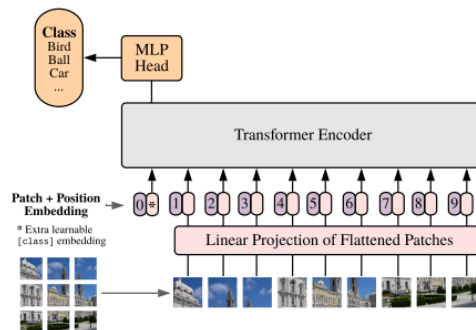 Class
Bird
Ball
Car
...
MLP
Head
Transformer Encoder
Patch + Position
Embedding
0 * 1 2 3 4 5 6 7 8 9
* Extra learnable
[class] embedding
Linear Projection of Flattened Patches